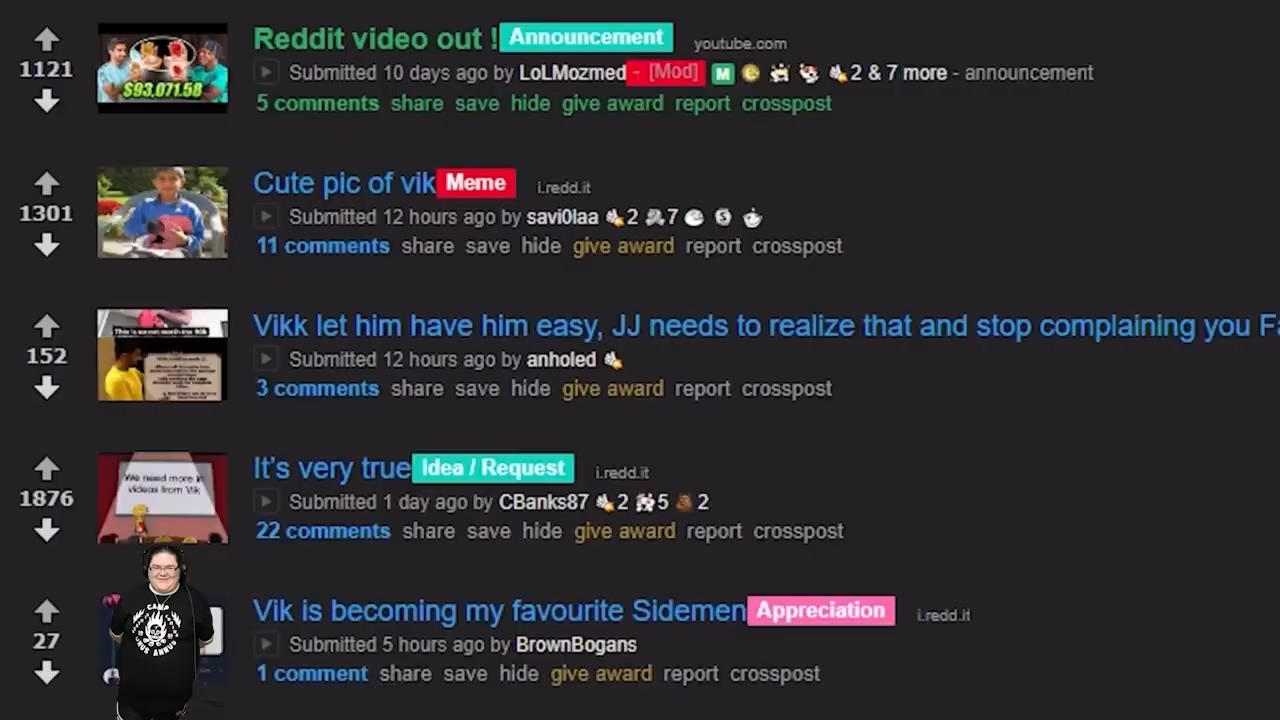 Reddit video out ! Announcement youtube.com
1121
$93,071.58
Submitted 10 days ago by LoLMozmed - [Mod] M 2 & 7 more - announcement
5 comments share save hide give award report crosspost
Cute pic of vik Meme i.redd.it
1301
Submitted 12 hours ago by savi0laa 2 7
11 comments share save hide give award report crosspost
Vikk let him have him easy, JJ needs to realize that and stop complaining you F
152
Submitted 12 hours ago by anholed
3 comments share save hide give award report crosspost
It's very true Idea / Request i.redd.it
1876
We need more
videos from Vik
Submitted 1 day ago by CBanks87 2 5 2
22 comments share save hide give award report crosspost
Vik is becoming my favourite Sidemen Appreciation i.redd.it
27
CAMP
Submitted 5 hours ago by BrownBogans
1 comment share save hide give award report crosspost